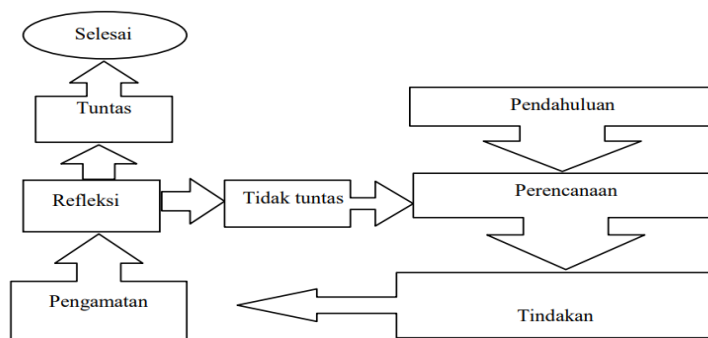 Selesai
Tuntas
Pendahuluan
Refleksi
Tidak tuntas
Perencanaan
Pengamatan
Tindakan